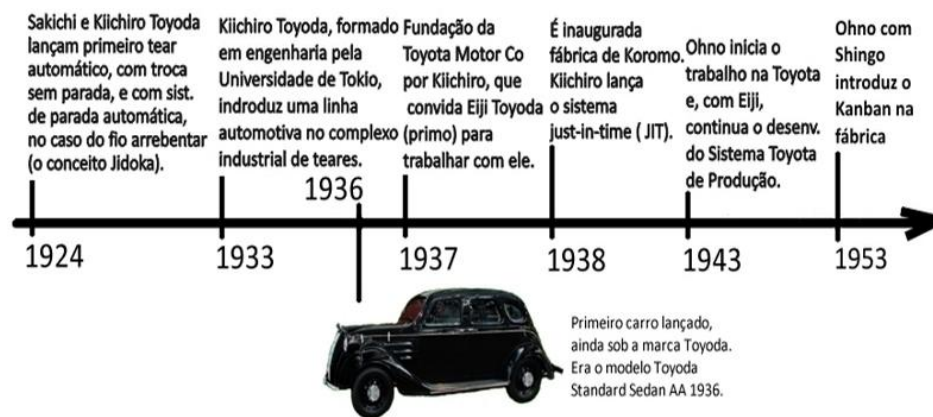 Sakichi e Kiichiro Toyoda
lançam primeiro tear
automático, com troca
sem parada, e com sist.
de parada automática,
no caso do fio arrebentar
(o conceito Jidoka).
1924
Kiichiro Toyoda, formado
em engenharia pela
Universidade de Tokio,
indroduz uma linha
automotiva no complexo
industrial de teares.
1933
1936
Primeiro carro lançado,
ainda sob a marca Toyoda.
Era o modelo Toyoda
Standard Sedan AA 1936.
Fundação da
Toyota Motor Co
por Kiichiro, que
convida Eiji Toyoda
(primo) para
trabalhar com ele.
1937
É inaugurada
fábrica de Koromo.
Kiichiro lança
o sistema
just-in-time ( JIT).
1938
Ohno inícia o
trabalho na Toyota
e, com Eiji,
continua o desenv.
do Sistema Toyota
de Produção.
1943
Ohno com
Shingo
introduz o
Kanban na
fábrica
1953